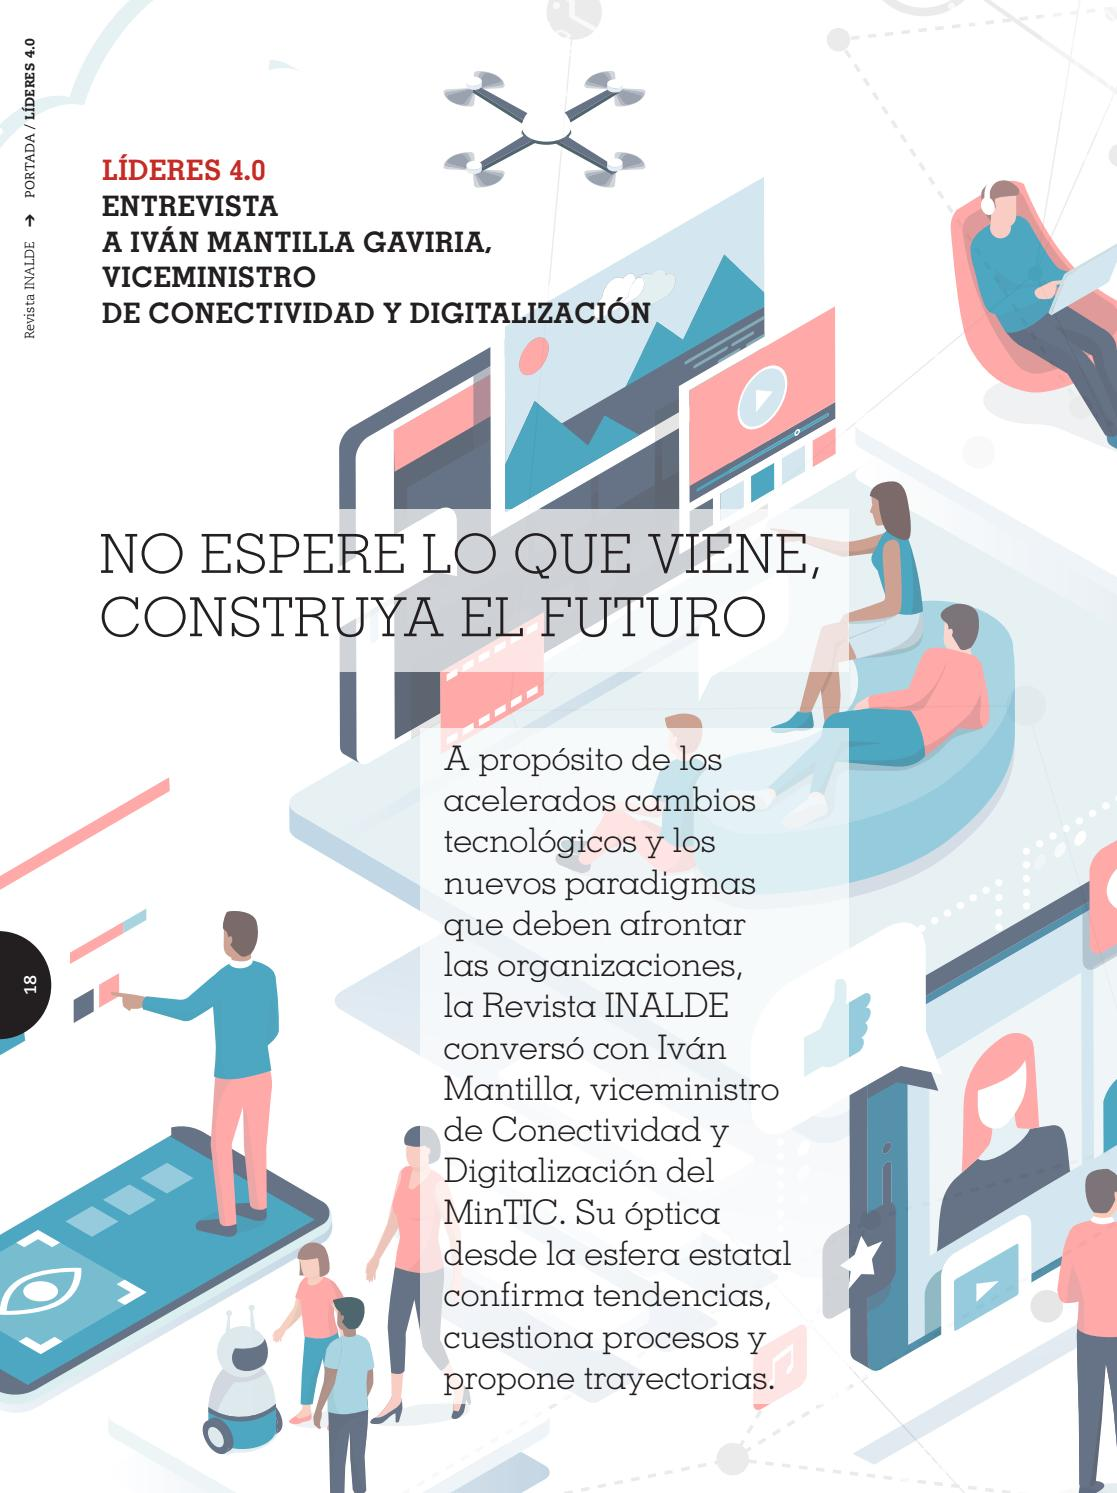 Revista INALDE → PORTADA / LÍDERES 4.0
LÍDERES 4.0
ENTREVISTA
A IVÁN MANTILLA GAVIRIA,
VICEMINISTRO
DE CONECTIVIDAD Y DIGITALIZACIÓN
NO ESPERE LO QUE VIENE,
CONSTRUYA EL FUTURO
A propósito de los
acelerados cambios
tecnológicos y los
nuevos paradigmas
que deben afrontar
las organizaciones,
la Revista INALDE
conversó con Iván
Mantilla, viceministro
de Conectividad y
Digitalización del
MinTIC. Su óptica
desde la esfera estatal
confirma tendencias,
cuestiona procesos y
propone trayectorias.
18